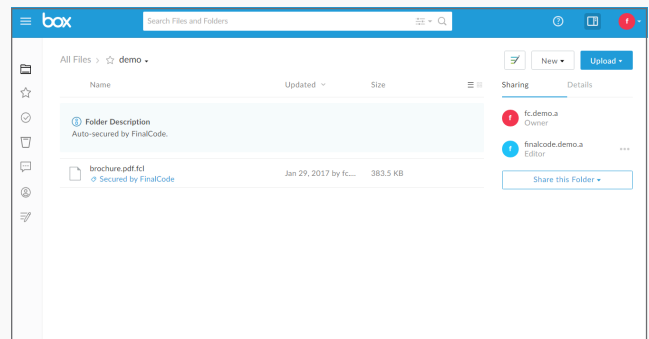 box
Search Files and Folders
f
All Files > demo
New
Upload
Name
Updated
Size
Sharing
Details
Folder Description
Auto-secured by FinalCode.
f
fc.demo.a
Owner
f
finalcode.demo.a
Editor
brochure.pdf.fcl
Jan 29, 2017 by fc....
383.5 KB
Secured by FinalCode
Share this Folder